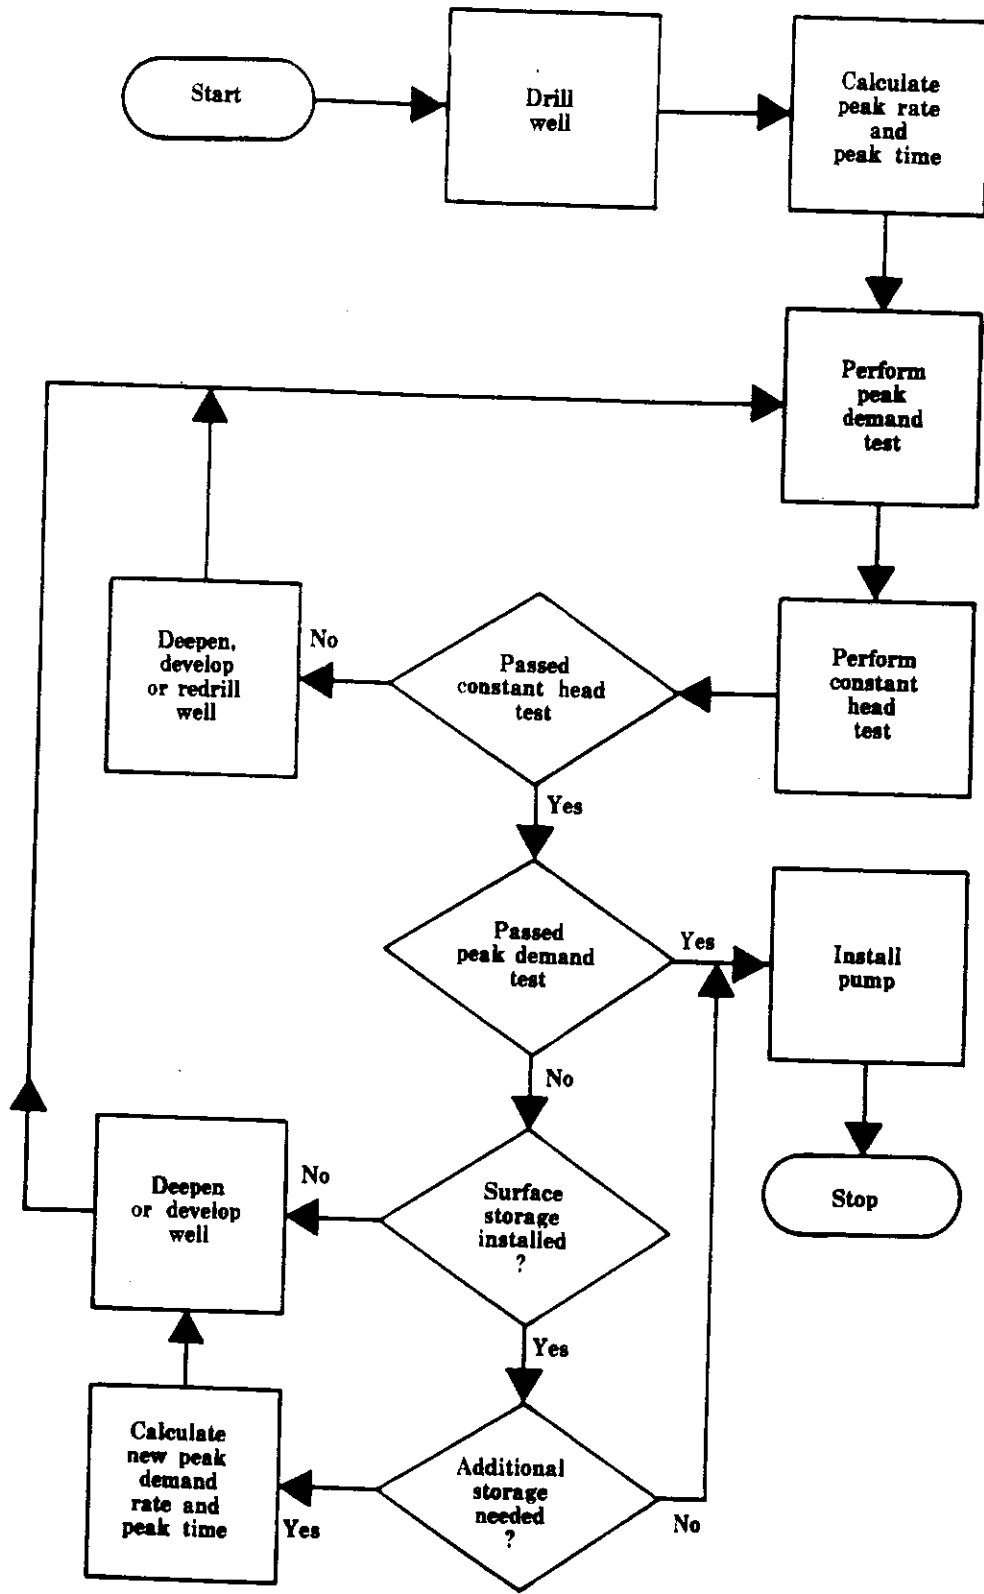 Start
Drill
well
Calculate
peak rate
and
peak time
Perform
peak
demand
test
Deepen,
develop
or redrill
well
No
Passed
constant head
test
Perform
constant
head
test
Yes
Passed
peak demand
test
Yes
Install
pump
No
Deepen
or develop
well
No
Surface
storage
installed
?
Stop
Yes
Calculate
new peak
demand
rate and
peak time
Yes
Additional
storage
needed
?
No